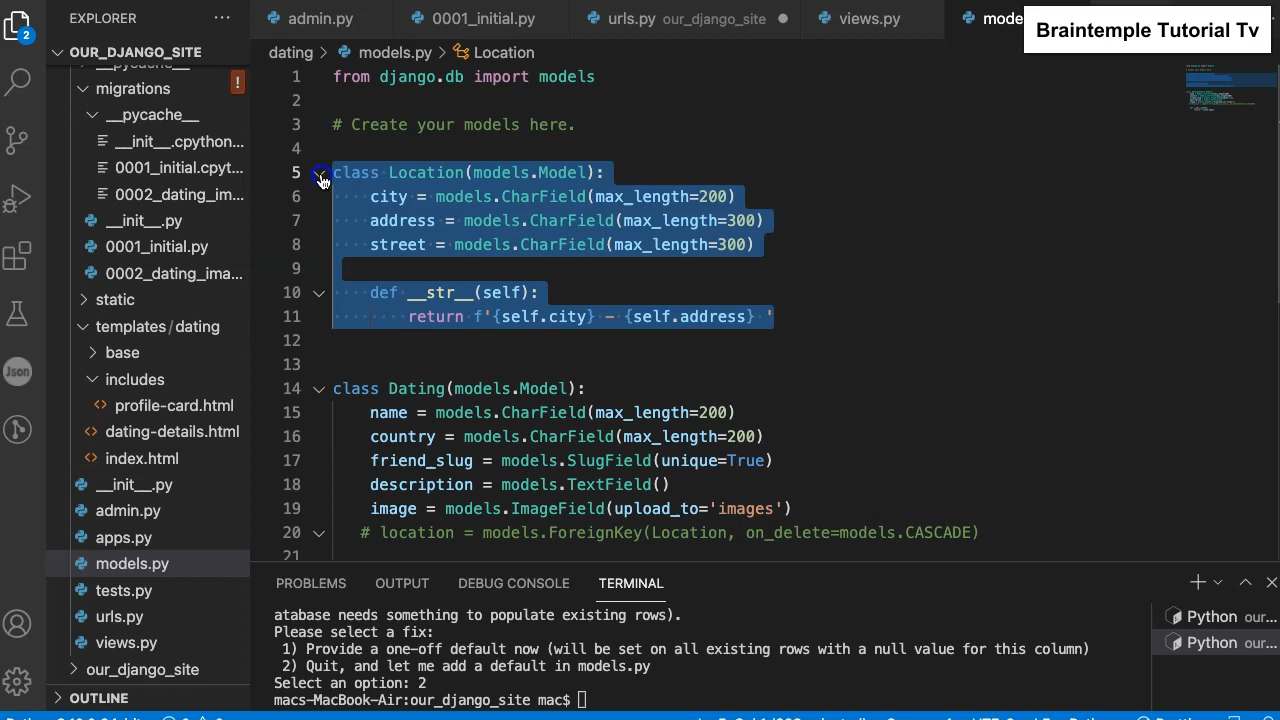 EXPLORER ···
OUR_DJANGO_SITE
__pycache__
migrations
__pycache__
__init__.cpython...
0001_initial.cpyt...
0002_dating_im...
__init__.py
0001_initial.py
0002_dating_ima...
static
templates/dating
base
includes
profile-card.html
dating-details.html
index.html
__init__.py
admin.py
apps.py
models.py
tests.py
urls.py
views.py
our_django_site
OUTLINE
2
Json
admin.py 0001_initial.py urls.py our_django_site views.py
Braintemple Tutorial Tv
dating > models.py > Location
1 from django.db import models
2
3 # Create your models here.
4
5 class Location(models.Model):
6 city = models.CharField(max_length=200)
7 address = models.CharField(max_length=300)
8 street = models.CharField(max_length=300)
9
10 def __str__(self):
11 return f'{self.city} - {self.address} '
12
13
14 class Dating(models.Model):
15 name = models.CharField(max_length=200)
16 country = models.CharField(max_length=200)
17 friend_slug = models.SlugField(unique=True)
18 description = models.TextField()
19 image = models.ImageField(upload_to='images')
20 # location = models.ForeignKey(Location, on_delete=models.CASCADE)
21
PROBLEMS OUTPUT DEBUG CONSOLE TERMINAL
atabase needs something to populate existing rows).
Please select a fix:
1) Provide a one-off default now (will be set on all existing rows with a null value for this column)
2) Quit, and let me add a default in models.py
Select an option: 2
macs-MacBook-Air:our_django_site mac$
Python our...
Python our...